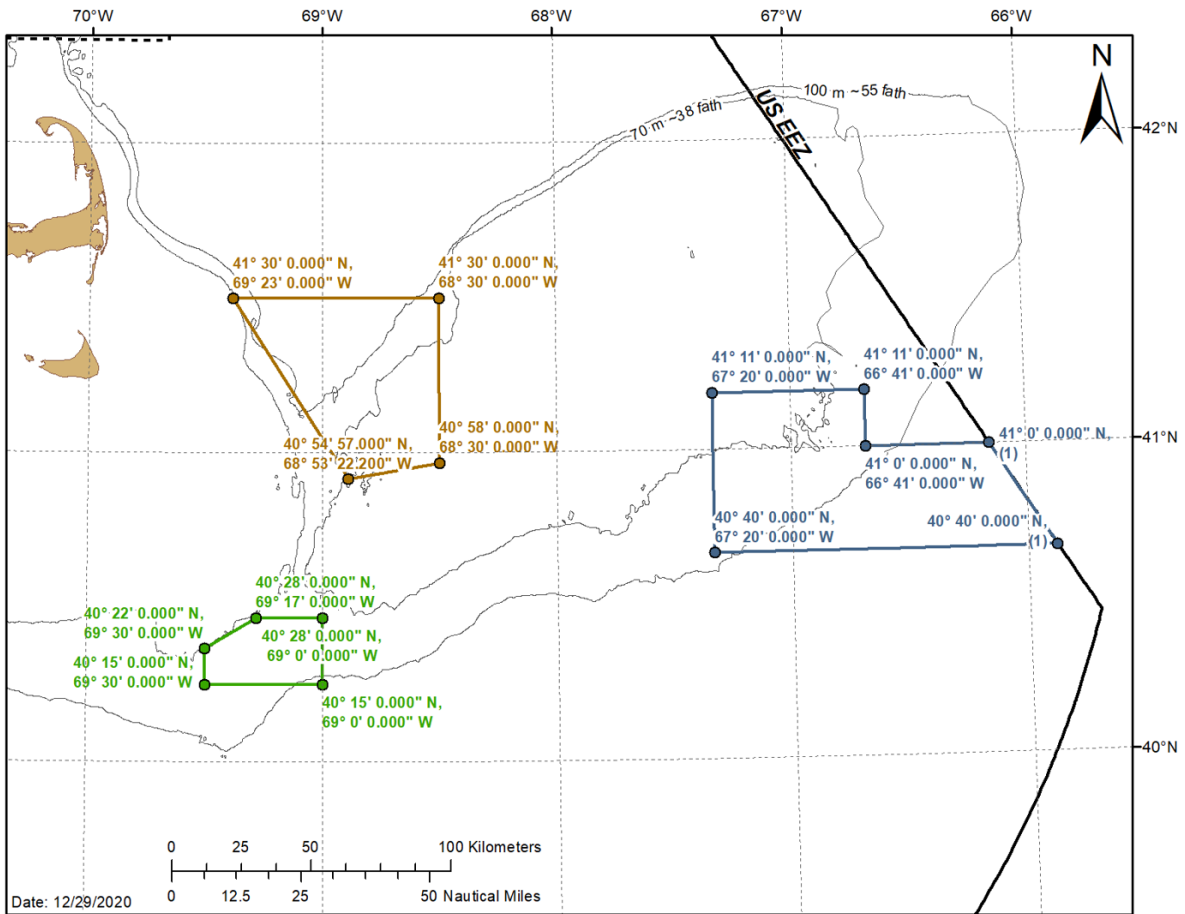 70°W 69°W 68°W 67°W 66°W
N
100 m ~55 fath
70 m ~38 fath
US EEZ
42°N
41° 30' 0.000" N,
69° 23' 0.000" W
41° 30' 0.000" N,
68° 30' 0.000" W
41° 11' 0.000" N,
67° 20' 0.000" W
41° 11' 0.000" N,
66° 41' 0.000" W
40° 54' 57.000" N,
68° 53' 22.200" W
40° 58' 0.000" N,
68° 30' 0.000" W
41° 0' 0.000" N,
(1)
41°N
41° 0' 0.000" N,
66° 41' 0.000" W
40° 40' 0.000" N,
67° 20' 0.000" W
40° 40' 0.000" N,
(1)
40° 28' 0.000" N,
69° 17' 0.000" W
40° 22' 0.000" N,
69° 30' 0.000" W
40° 28' 0.000" N,
69° 0' 0.000" W
40° 15' 0.000" N,
69° 30' 0.000" W
40° 15' 0.000" N,
69° 0' 0.000" W
40°N
0 25 50 100 Kilometers
0 12.5 25 50 Nautical Miles
Date: 12/29/2020